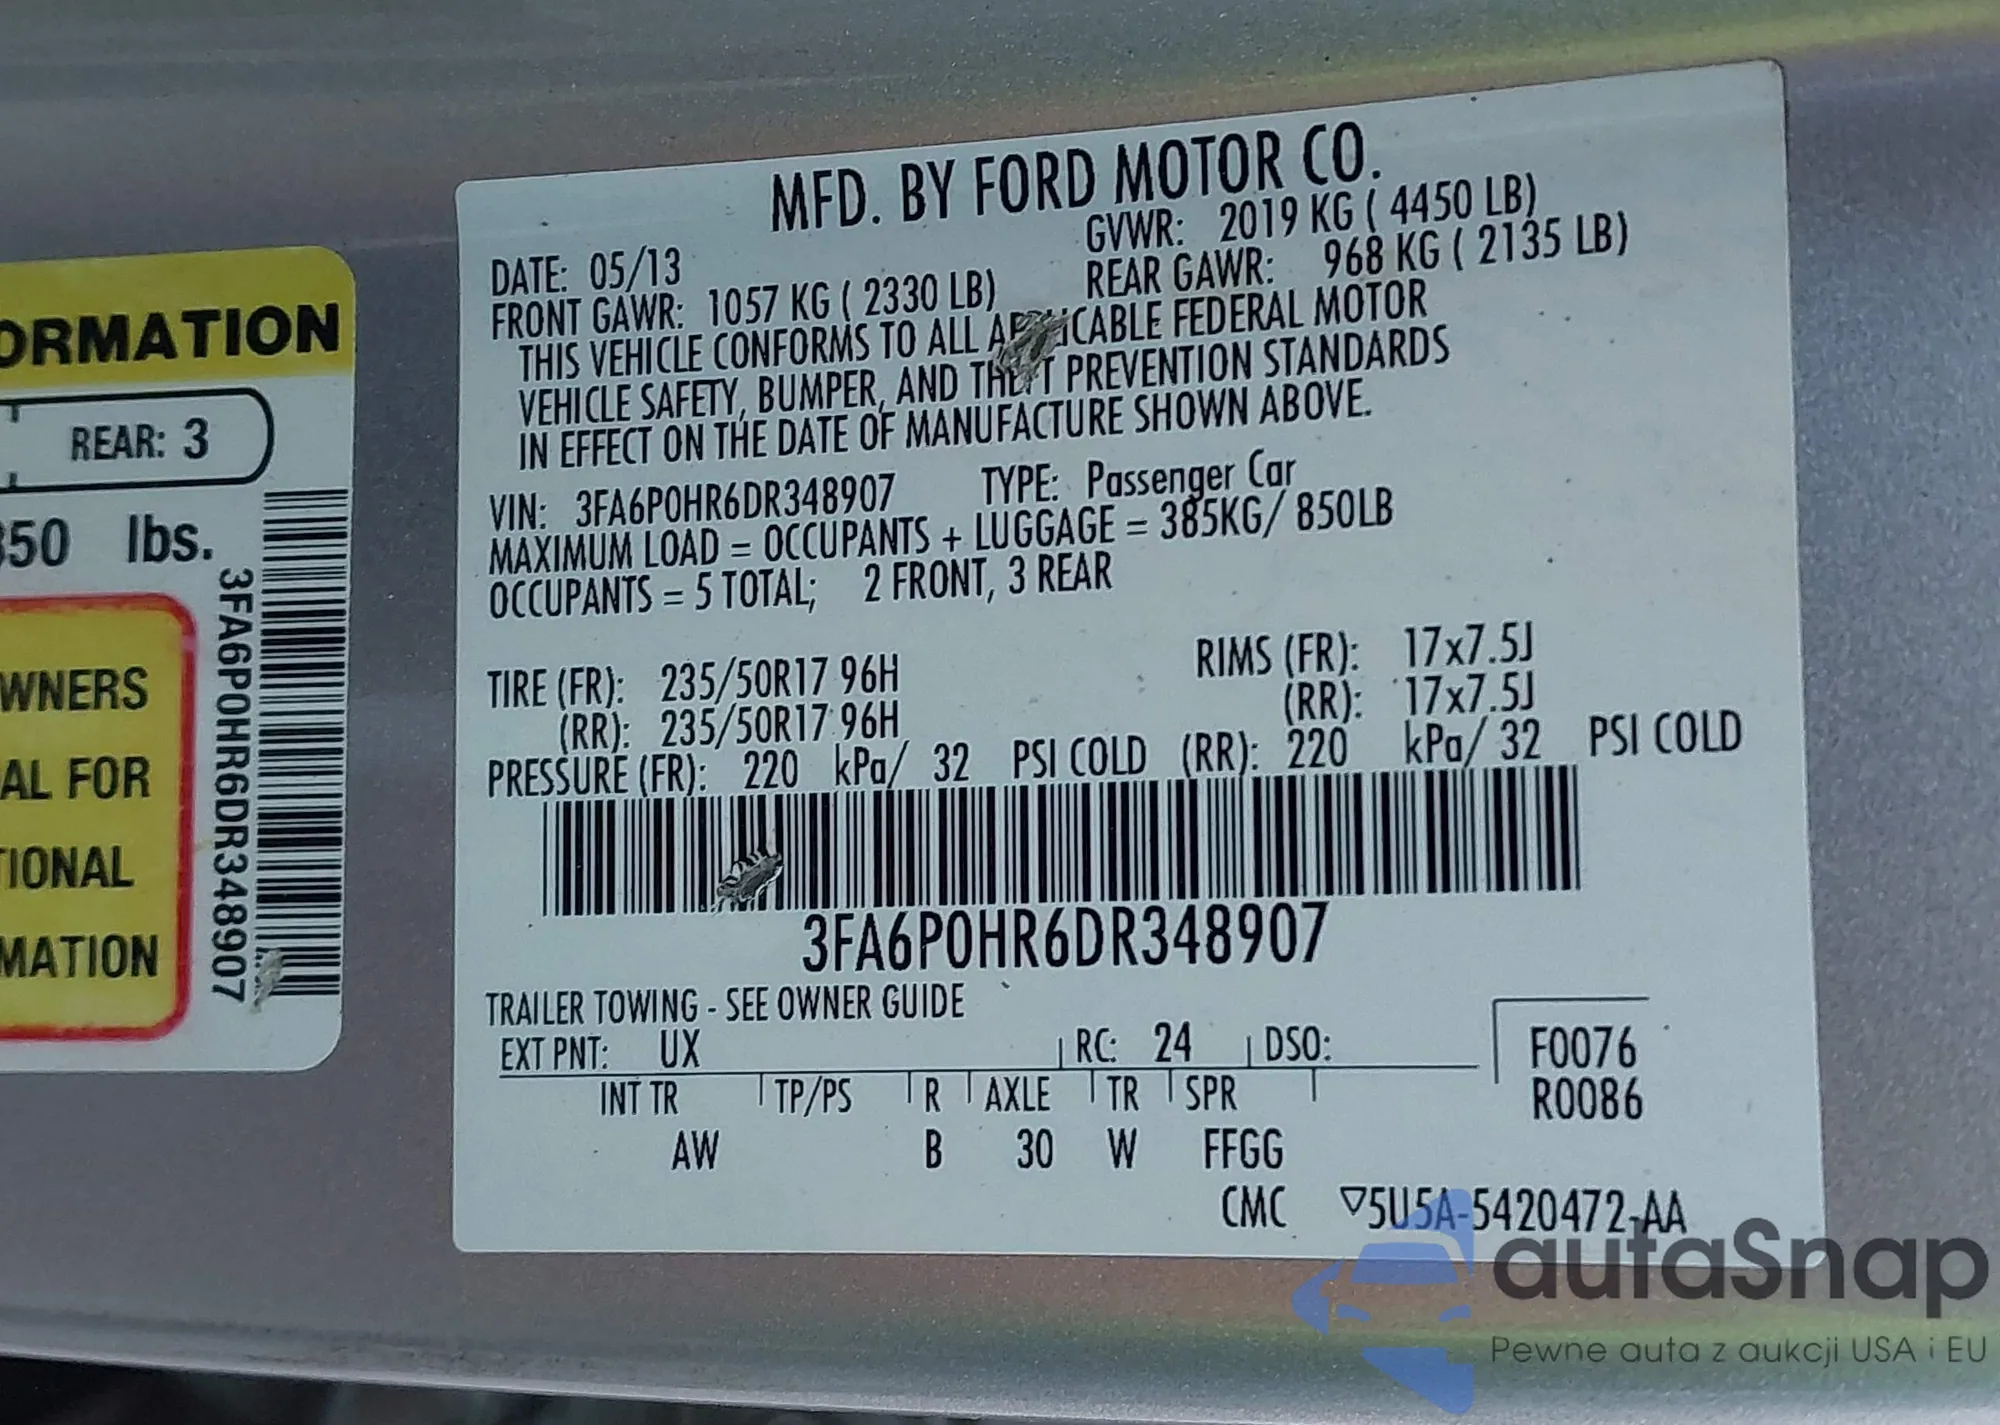 ORMATION
REAR: 3
350 lbs.
WNERS
AL FOR
TIONAL
MATION
3FA6P0HR6DR348907
MFD. BY FORD MOTOR CO.
DATE: 05/13 GVWR: 2019 KG ( 4450 LB)
FRONT GAWR: 1057 KG ( 2330 LB) REAR GAWR: 968 KG ( 2135 LB)
THIS VEHICLE CONFORMS TO ALL APPLICABLE FEDERAL MOTOR
VEHICLE SAFETY, BUMPER, AND THEFT PREVENTION STANDARDS
IN EFFECT ON THE DATE OF MANUFACTURE SHOWN ABOVE.
VIN: 3FA6P0HR6DR348907 TYPE: Passenger Car
MAXIMUM LOAD = OCCUPANTS + LUGGAGE = 385KG/ 850LB
OCCUPANTS = 5 TOTAL; 2 FRONT, 3 REAR
TIRE (FR): 235/50R17 96H RIMS (FR): 17x7.5J
(RR): 235/50R17 96H (RR): 17x7.5J
PRESSURE (FR): 220 kPa/ 32 PSI COLD (RR): 220 kPa/ 32 PSI COLD
3FA6P0HR6DR348907
TRAILER TOWING - SEE OWNER GUIDE
EXT PNT: UX RC: 24 DSO: F0076
INT TR TP/PS R AXLE TR SPR R0086
AW B 30 W FFGG
CMC ▽5U5A-5420472-AA
autaSnap
Pewne auta z aukcji USA i EU